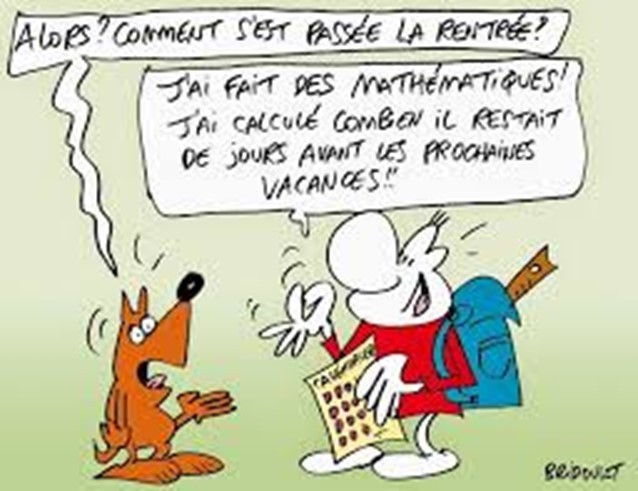 ALORS? COMMENT S'EST PASSÉE LA RENTRÉE?
J'AI FAIT DES MATHÉMATIQUES!
J'AI CALCULÉ COMBIEN IL RESTAIT
DE JOURS AVANT LES PROCHAINES
VACANCES!!
CALENDRIER
BRIDOULOT